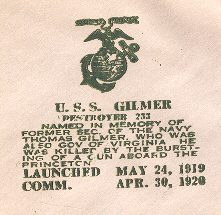 U. S. S. GILMER
DESTROYER 233
NAMED IN MEMORY OF
FORMER SEC. OF THE NAVY
THOMAS GILMER, WHO WAS
ALSO GOV OF VIRGINIA HE
WAS KILLED BY THE BURST-
ING OF A GUN ABOARD THE
PRINCETON
LAUNCHED MAY 24, 1919
COMM. APR. 30, 1920